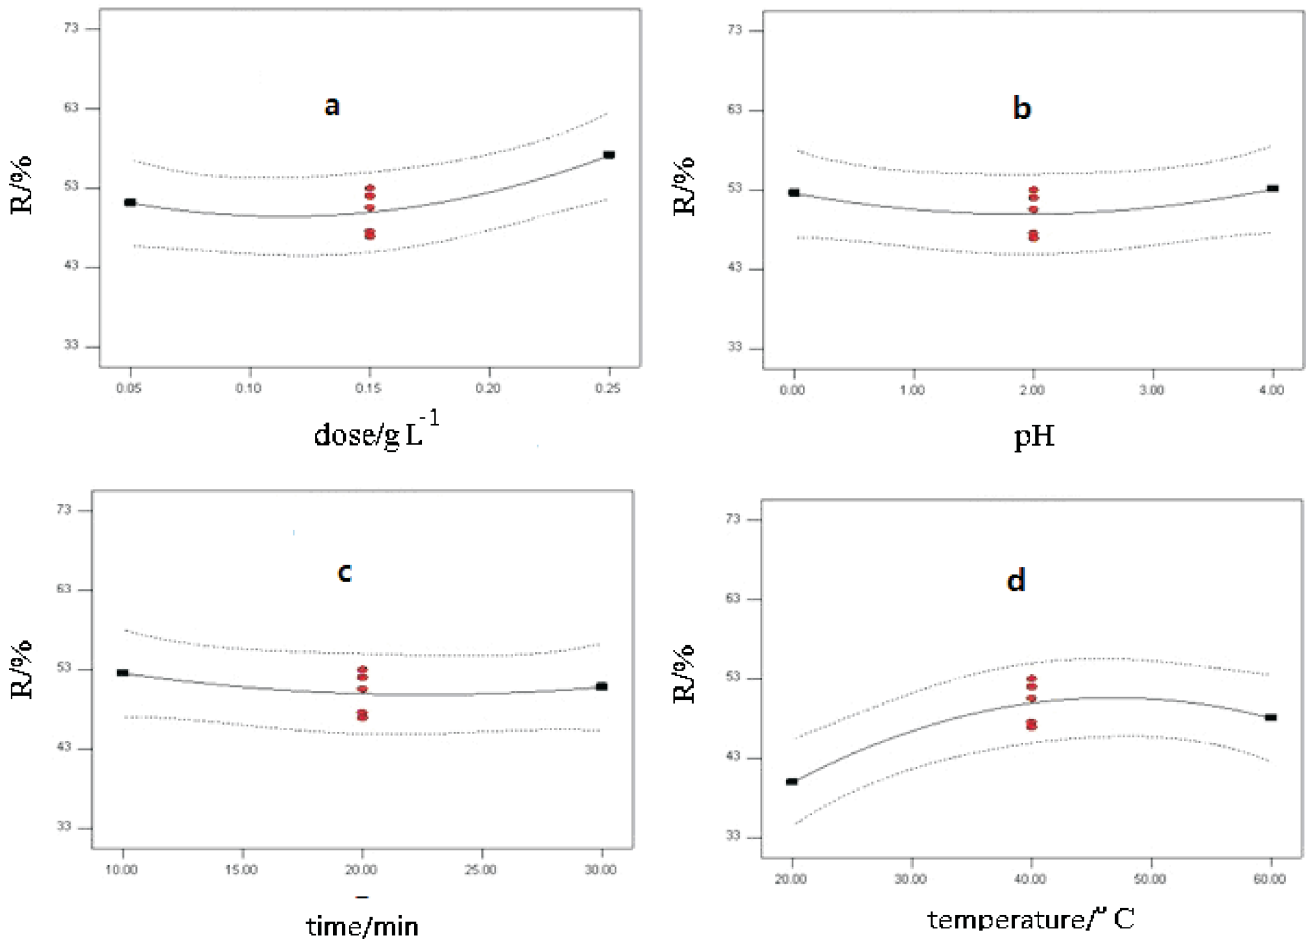 73
63
53
43
33
R/%
a
0.05 0.10 0.15 0.20 0.25
dose/g L⁻¹
73
63
53
43
33
R/%
b
0.00 1.00 2.00 3.00 4.00
pH
73
63
53
43
33
R/%
c
10.00 15.00 20.00 25.00 30.00
time/min
73
63
53
43
33
R/%
d
20.00 30.00 40.00 50.00 60.00
temperature/° C